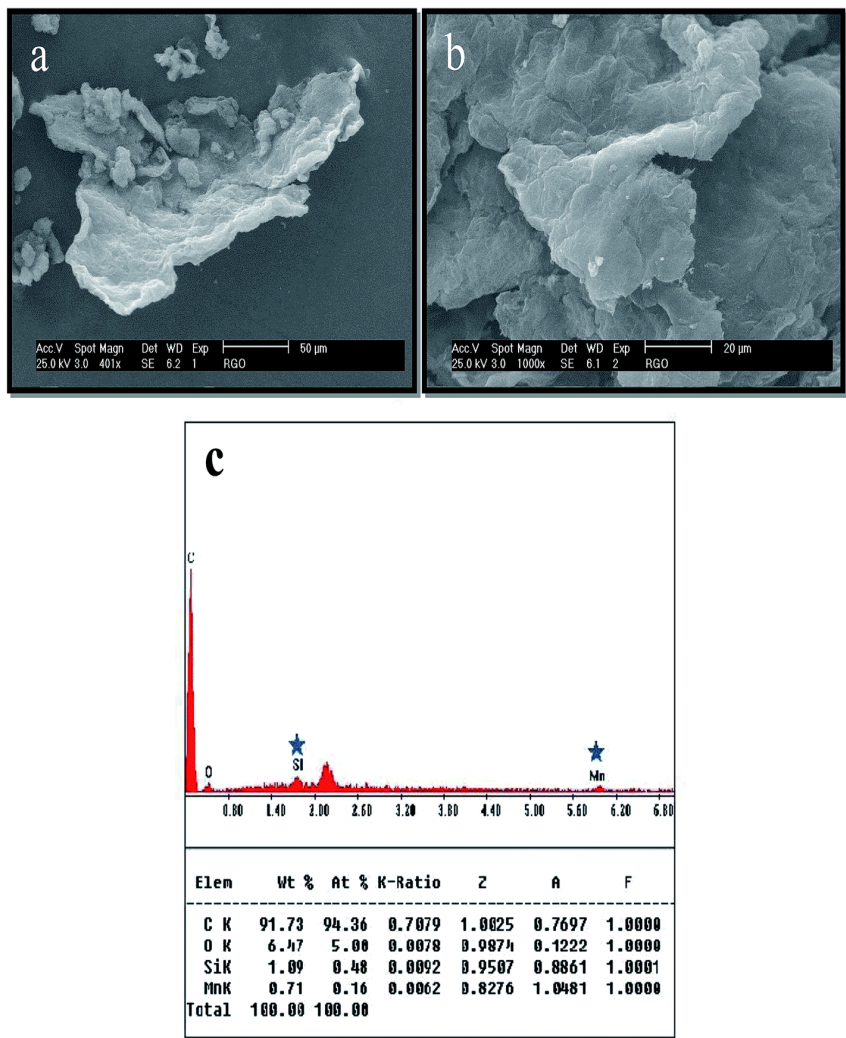 a
Acc.V Spot Magn Det WD Exp 50 µm
25.0 kV 3.0 401x SE 6.2 1 RGO
b
Acc.V Spot Magn Det WD Exp 20 µm
25.0 kV 3.0 1000x SE 6.1 2 RGO
c
C
O
Si
Mn
0.80 1.40 2.00 2.60 3.20 3.80 4.40 5.00 5.60 6.20 6.80
Elem Wt % At % K-Ratio Z A F
C K 91.73 94.36 0.7079 1.0025 0.7697 1.0000
O K 6.47 5.00 0.0078 0.9874 0.1222 1.0000
SiK 1.09 0.48 0.0092 0.9507 0.8861 1.0001
MnK 0.71 0.16 0.0062 0.8276 1.0481 1.0000
Total 100.00 100.00